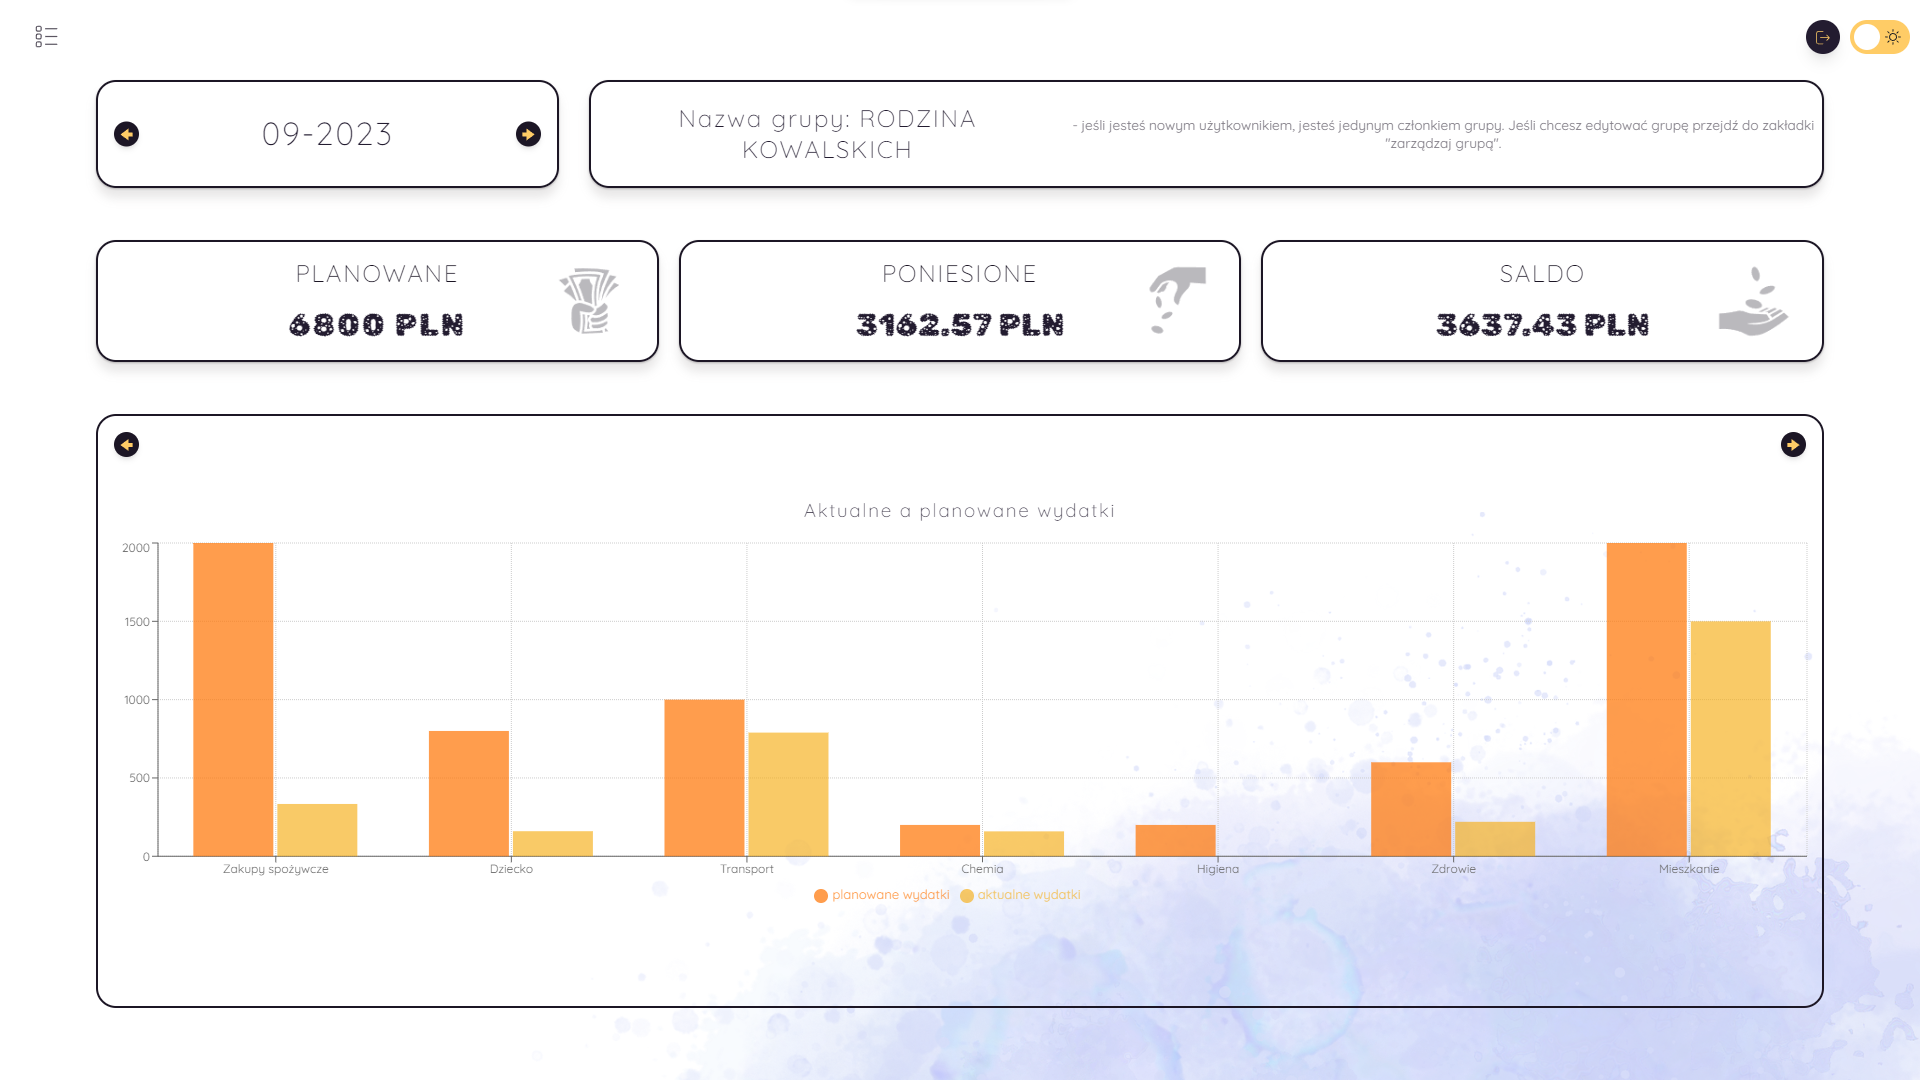 09-2023
Nazwa grupy: RODZINA
KOWALSKICH
- jeśli jesteś nowym użytkownikiem, jesteś jedynym członkiem grupy. Jeśli chcesz edytować grupę przejdź do zakładki
"zarządzaj grupą".
PLANOWANE
6800 PLN
PONIESIONE
3162.57 PLN
SALDO
3637.43 PLN
Aktualne a planowane wydatki
2000
1500
1000
500
0
Zakupy spożywcze Dziecko Transport Chemia Higiena Zdrowie Mieszkanie
planowane wydatki aktualne wydatki